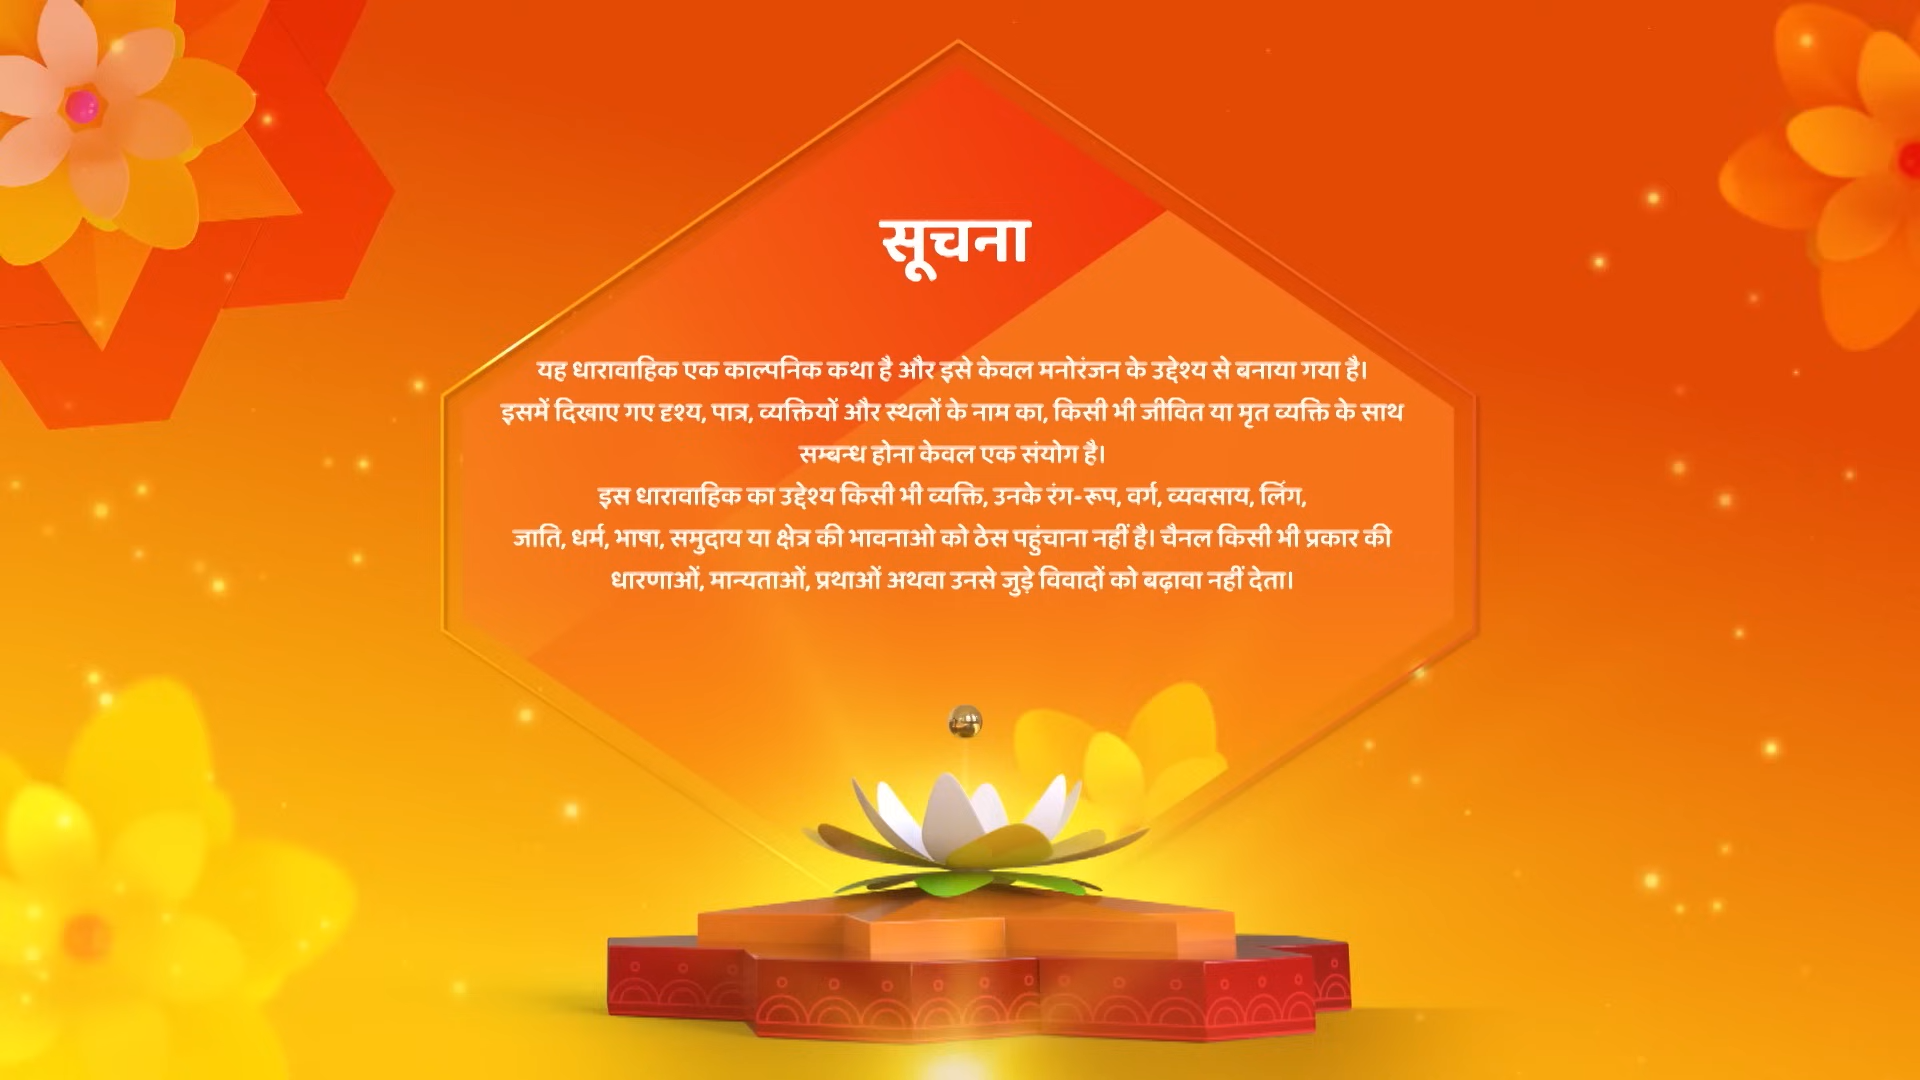 सूचना
यह धारावाहिक एक काल्पनिक कथा है और इसे केवल मनोरंजन के उद्देश्य से बनाया गया है।
इसमें दिखाए गए दृश्य, पात्र, व्यक्तियों और स्थलों के नाम का, किसी भी जीवित या मृत व्यक्ति के साथ
सम्बन्ध होना केवल एक संयोग है।
इस धारावाहिक का उद्देश्य किसी भी व्यक्ति, उनके रंग-रूप, वर्ग, व्यवसाय, लिंग,
जाति, धर्म, भाषा, समुदाय या क्षेत्र की भावनाओ को ठेस पहुंचाना नहीं है। चैनल किसी भी प्रकार की
धारणाओं, मान्यताओं, प्रथाओं अथवा उनसे जुड़े विवादों को बढ़ावा नहीं देता।